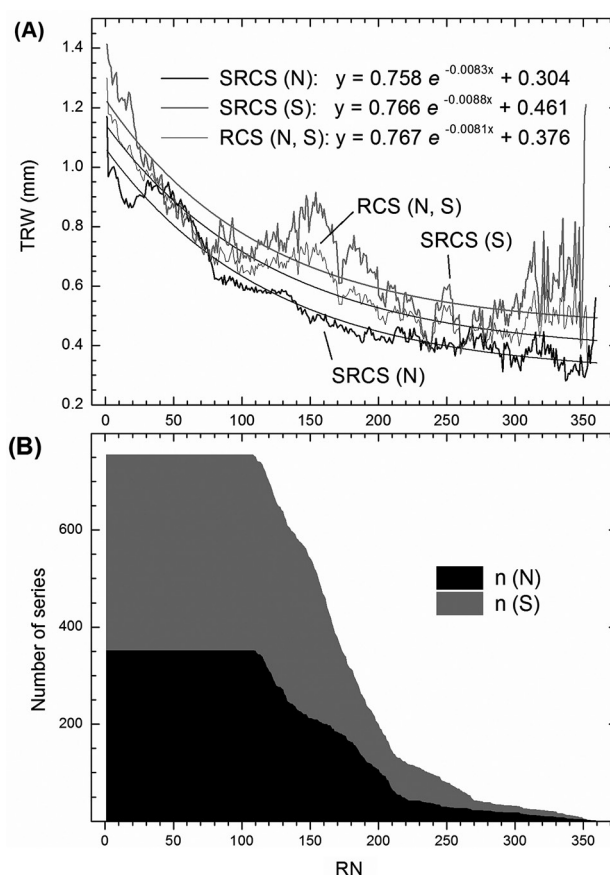 (A)
1.4
1.2
1.0
0.8
0.6
0.4
0.2
TRW (mm)
SRCS (N): y = 0.758 e -0.0083x + 0.304
SRCS (S): y = 0.766 e -0.0088x + 0.461
RCS (N, S): y = 0.767 e -0.0081x + 0.376
RCS (N, S)
SRCS (S)
SRCS (N)
0 50 100 150 200 250 300 350
(B)
600
400
200
Number of series
n (N)
n (S)
0 50 100 150 200 250 300 350
RN